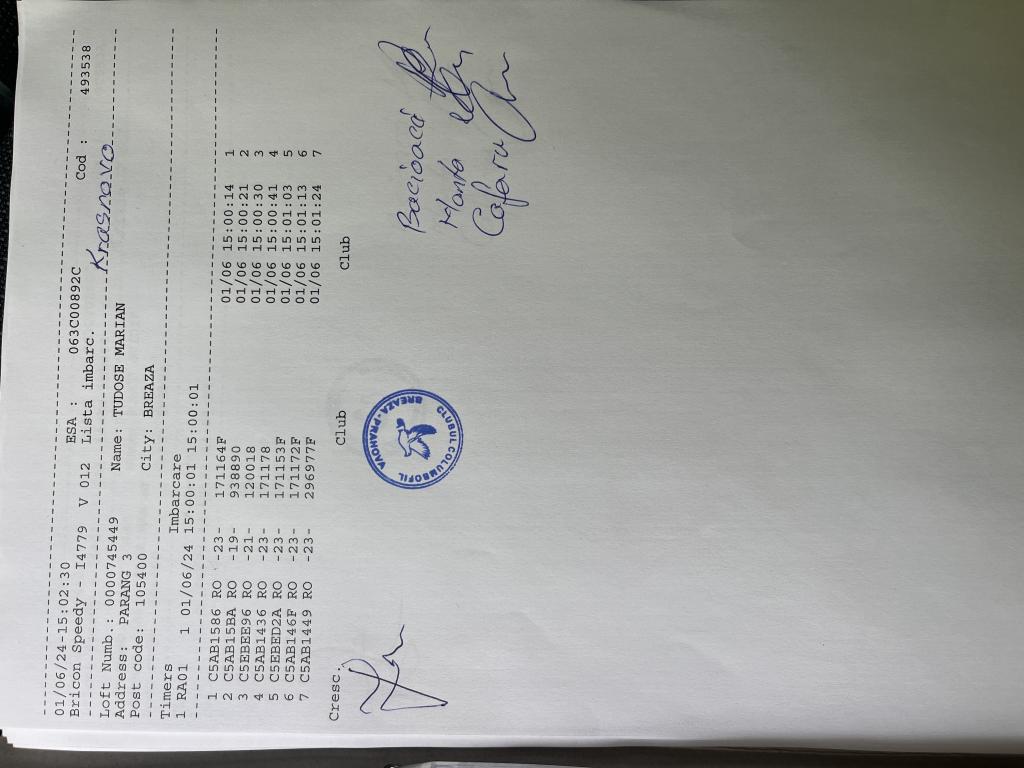 01/06/24-15:02:30
Bricon Speedy - I4779 V 012 ESA : 063C00892C Cod : 493538
Lista imbarc. Krasnavo
Loft Numb.: 0000745449 Name: TUDOSE MARIAN
Address: PARANG 3
Post code: 105400 City: BREAZA
Timers Imbarcare
1 RA01 1 01/06/24 15:00:01 15:00:01
1 C5AB1586 RO -23- 171164F 01/06 15:00:14 1
2 C5AB15BA RO -19- 938890 01/06 15:00:21 2
3 C5EBEE96 RO -21- 120018 01/06 15:00:30 3
4 C5AB1436 RO -23- 171178 01/06 15:00:41 4
5 C5EBED2A RO -23- 171153F 01/06 15:01:03 5
6 C5AB146F RO -23- 171172F 01/06 15:01:13 6
7 C5AB1449 RO -23- 296977F 01/06 15:01:24 7
Cresc. Club Club
CLUBUL COLUMBOFIL
BREAZA-PRAHOVA
Bacioacă
Manta
Cafaru